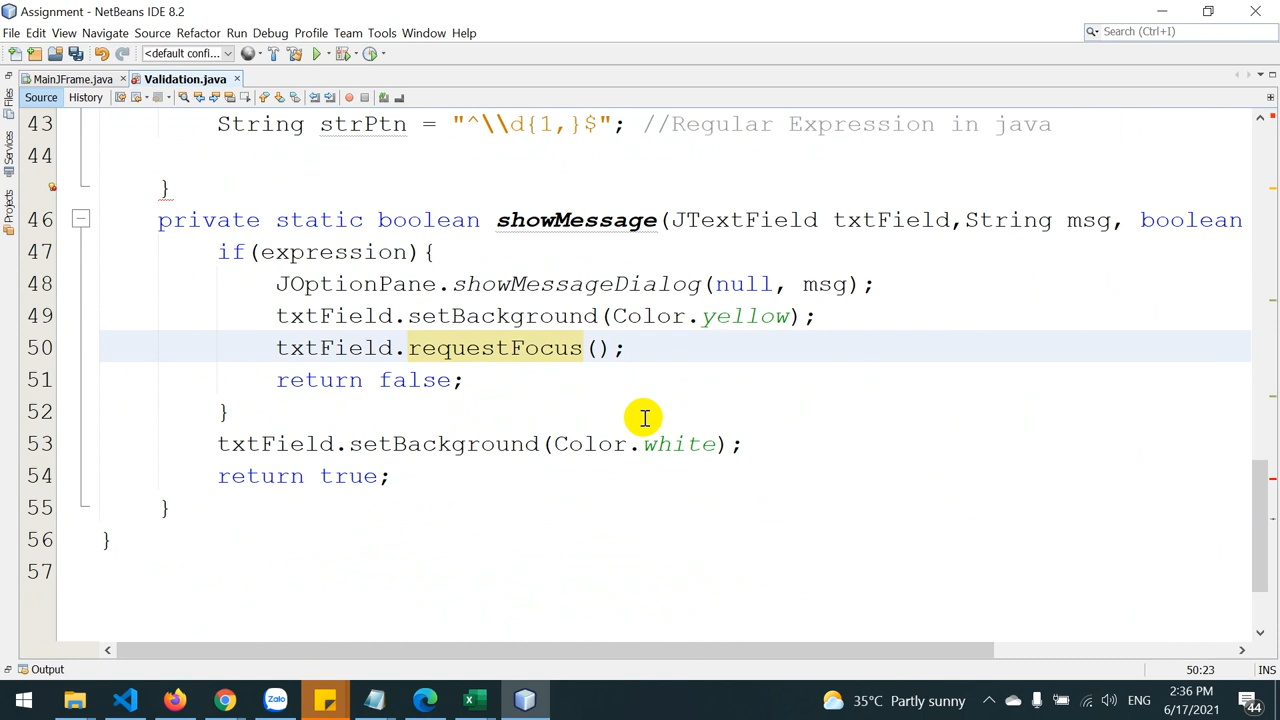 Assignment - NetBeans IDE 8.2
File Edit View Navigate Source Refactor Run Debug Profile Team Tools Window Help
Search (Ctrl+I)
<default confi...
MainJFrame.java Validation.java
Source History
Files
Services
Projects
43 String strPtn = "^\\d{1,}$"; //Regular Expression in java
44
}
46 private static boolean showMessage(JTextField txtField,String msg, boolean
47 if(expression){
48 JOptionPane.showMessageDialog(null, msg);
49 txtField.setBackground(Color.yellow);
50 txtField.requestFocus();
51 return false;
52 }
53 txtField.setBackground(Color.white);
54 return true;
55 }
56 }
57
Output
50:23 INS
Zalo
35°C Partly sunny
ENG
2:36 PM
6/17/2021
44